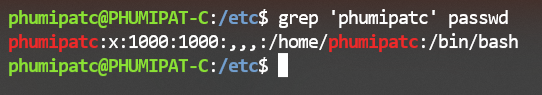 phumipatc@PHUMIPAT-C:/etc$ grep 'phumipatc' passwd
phumipatc:x:1000:1000:,,,:/home/phumipatc:/bin/bash
phumipatc@PHUMIPAT-C:/etc$